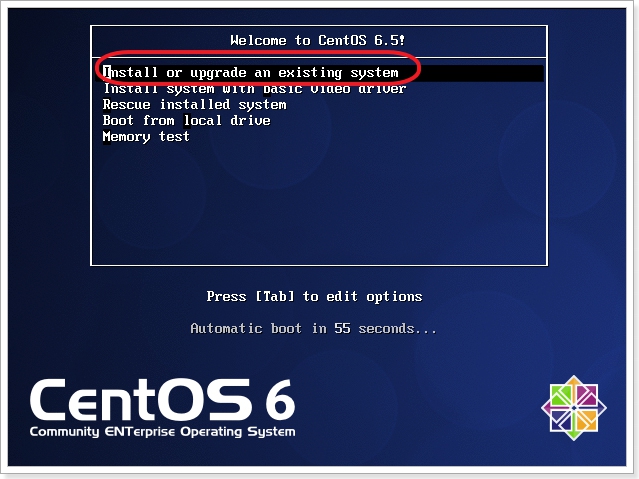 Welcome to CentOS 6.5!
Install or upgrade an existing system
Install system with basic video driver
Rescue installed system
Boot from local drive
Memory test
Press [Tab] to edit options
Automatic boot in 55 seconds...
CentOS 6
Community ENTerprise Operating System